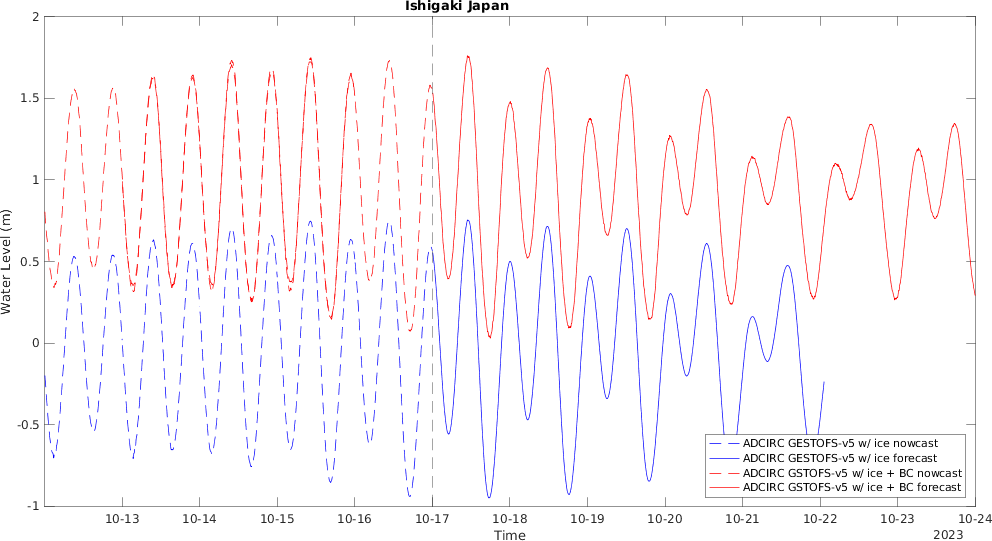 Ishigaki Japan
2
1.5
1
0.5
0
-0.5
-1
Water Level (m)
10-13
10-14
10-15
10-16
10-17
10-18
10-19
10-20
10-21
10-22
10-23
10-24
Time
2023
ADCIRC GESTOFS-v5 w/ ice nowcast
ADCIRC GESTOFS-v5 w/ ice forecast
ADCIRC GSTOFS-v5 w/ ice + BC nowcast
ADCIRC GSTOFS-v5 w/ ice + BC forecast